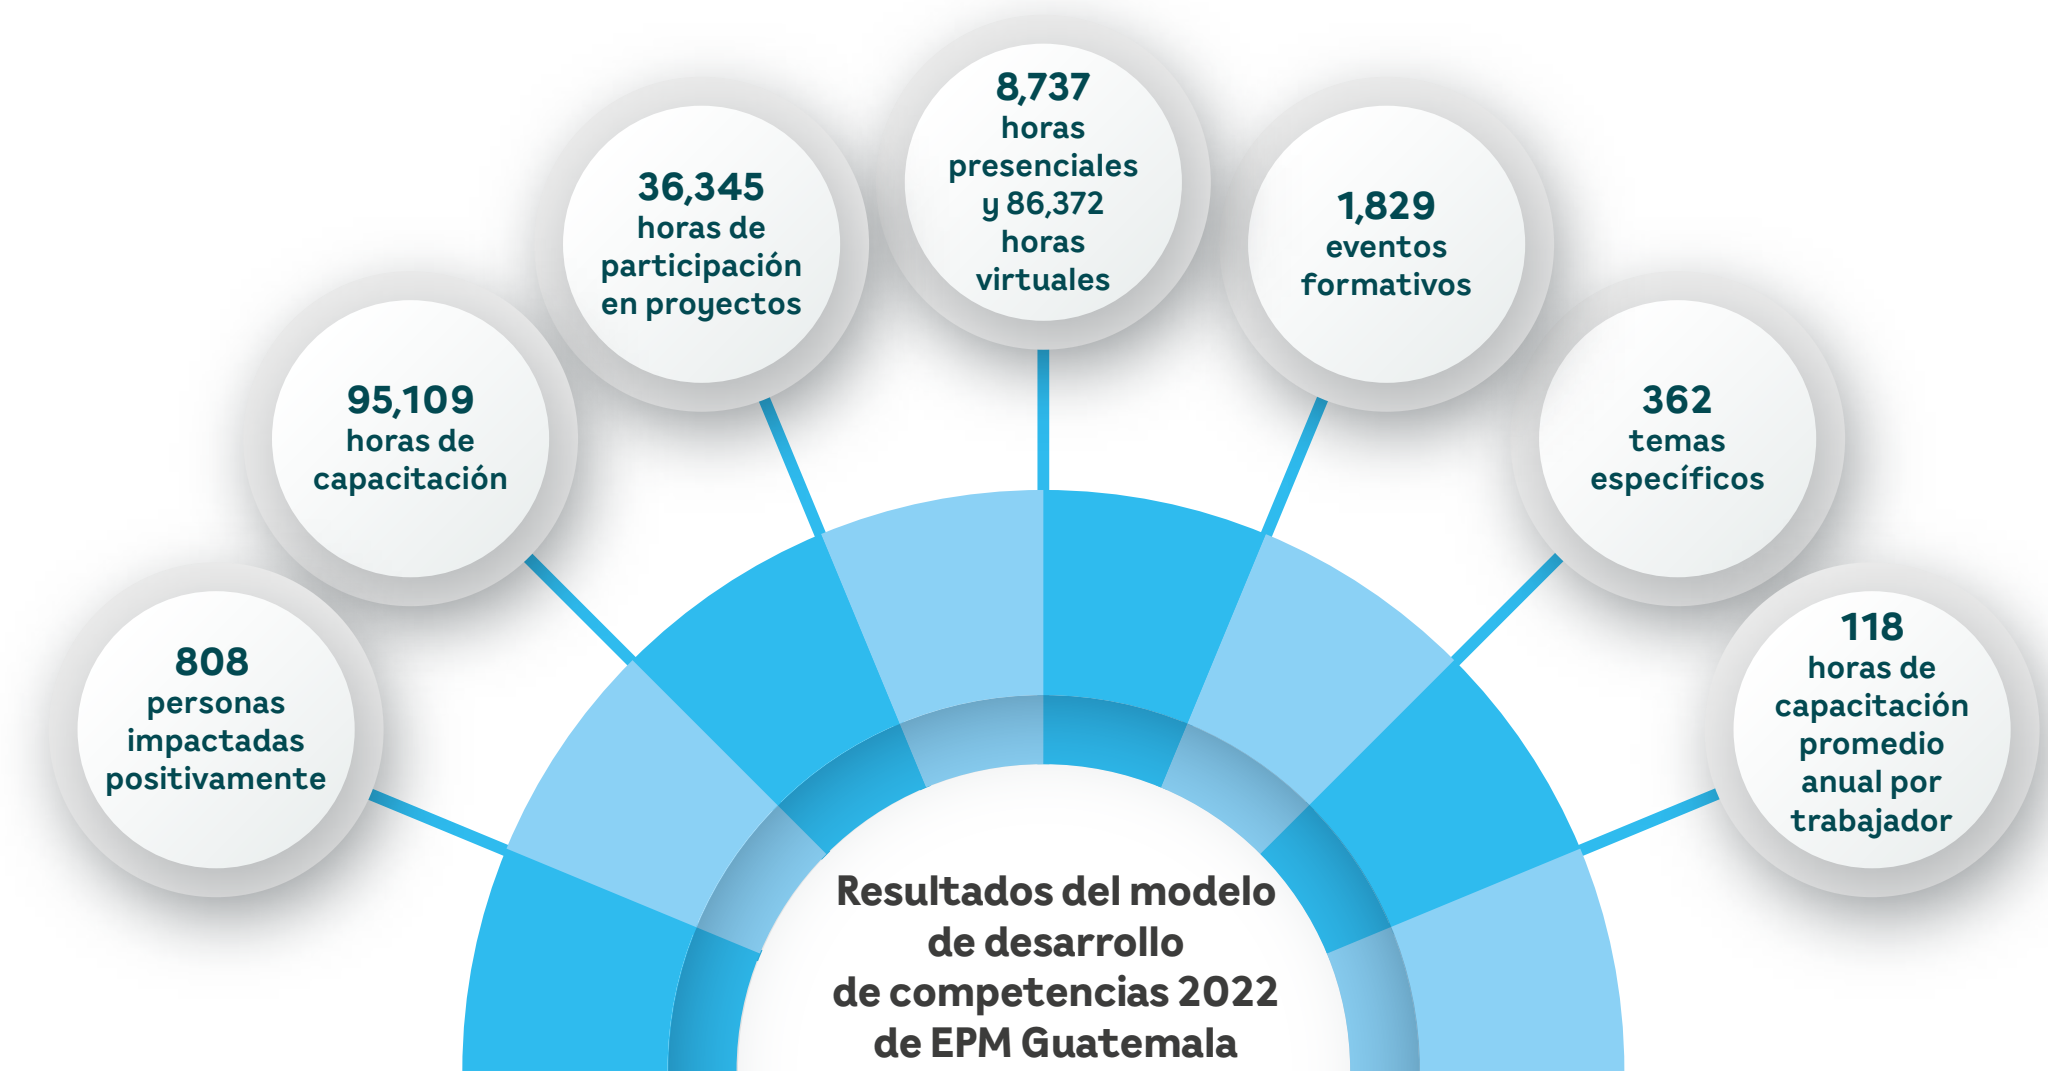 808
personas
impactadas
positivamente
95,109
horas de
capacitación
36,345
horas de
participación
en proyectos
8,737
horas
presenciales
y 86,372
horas
virtuales
1,829
eventos
formativos
362
temas
específicos
118
horas de
capacitación
promedio
anual por
trabajador
Resultados del modelo
de desarrollo
de competencias 2022
de EPM Guatemala